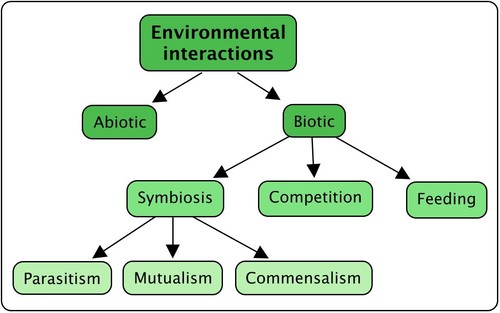 Environmental
interactions
Abiotic
Biotic
Symbiosis
Competition
Feeding
Parasitism
Mutualism
Commensalism